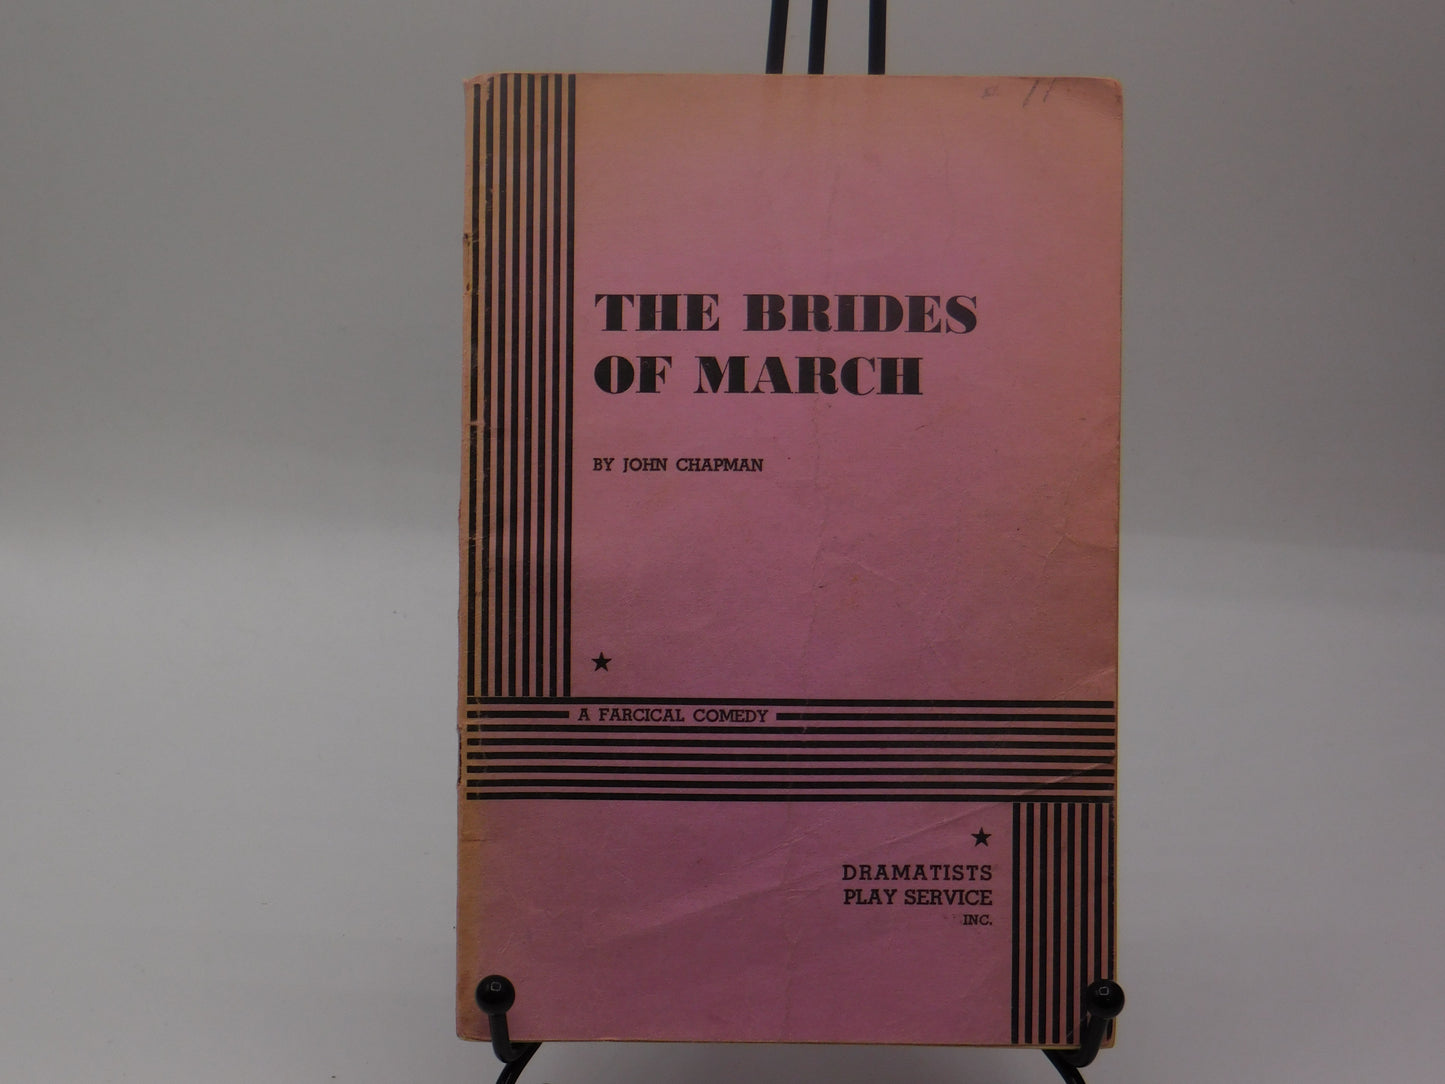 THE BRIDES
OF MARCH
BY JOHN CHAPMAN
A FARCICAL COMEDY
DRAMATISTS
PLAY SERVICE
INC.